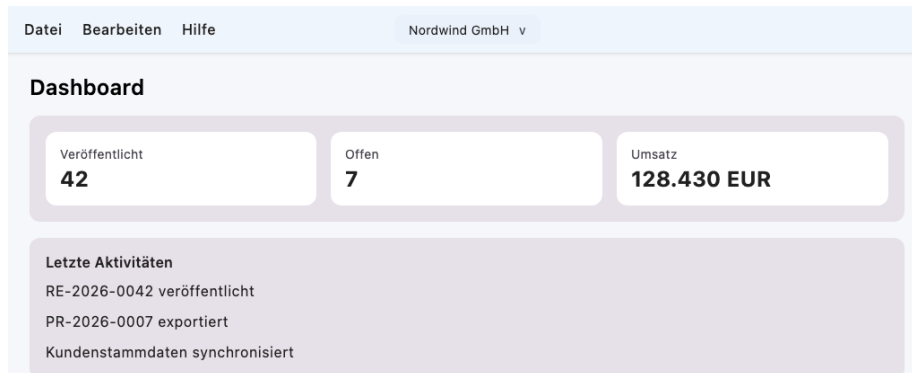 Datei Bearbeiten Hilfe Nordwind GmbH v
Dashboard
Veröffentlicht Offen Umsatz
42 7 128.430 EUR
Letzte Aktivitäten
RE-2026-0042 veröffentlicht
PR-2026-0007 exportiert
Kundenstammdaten synchronisiert